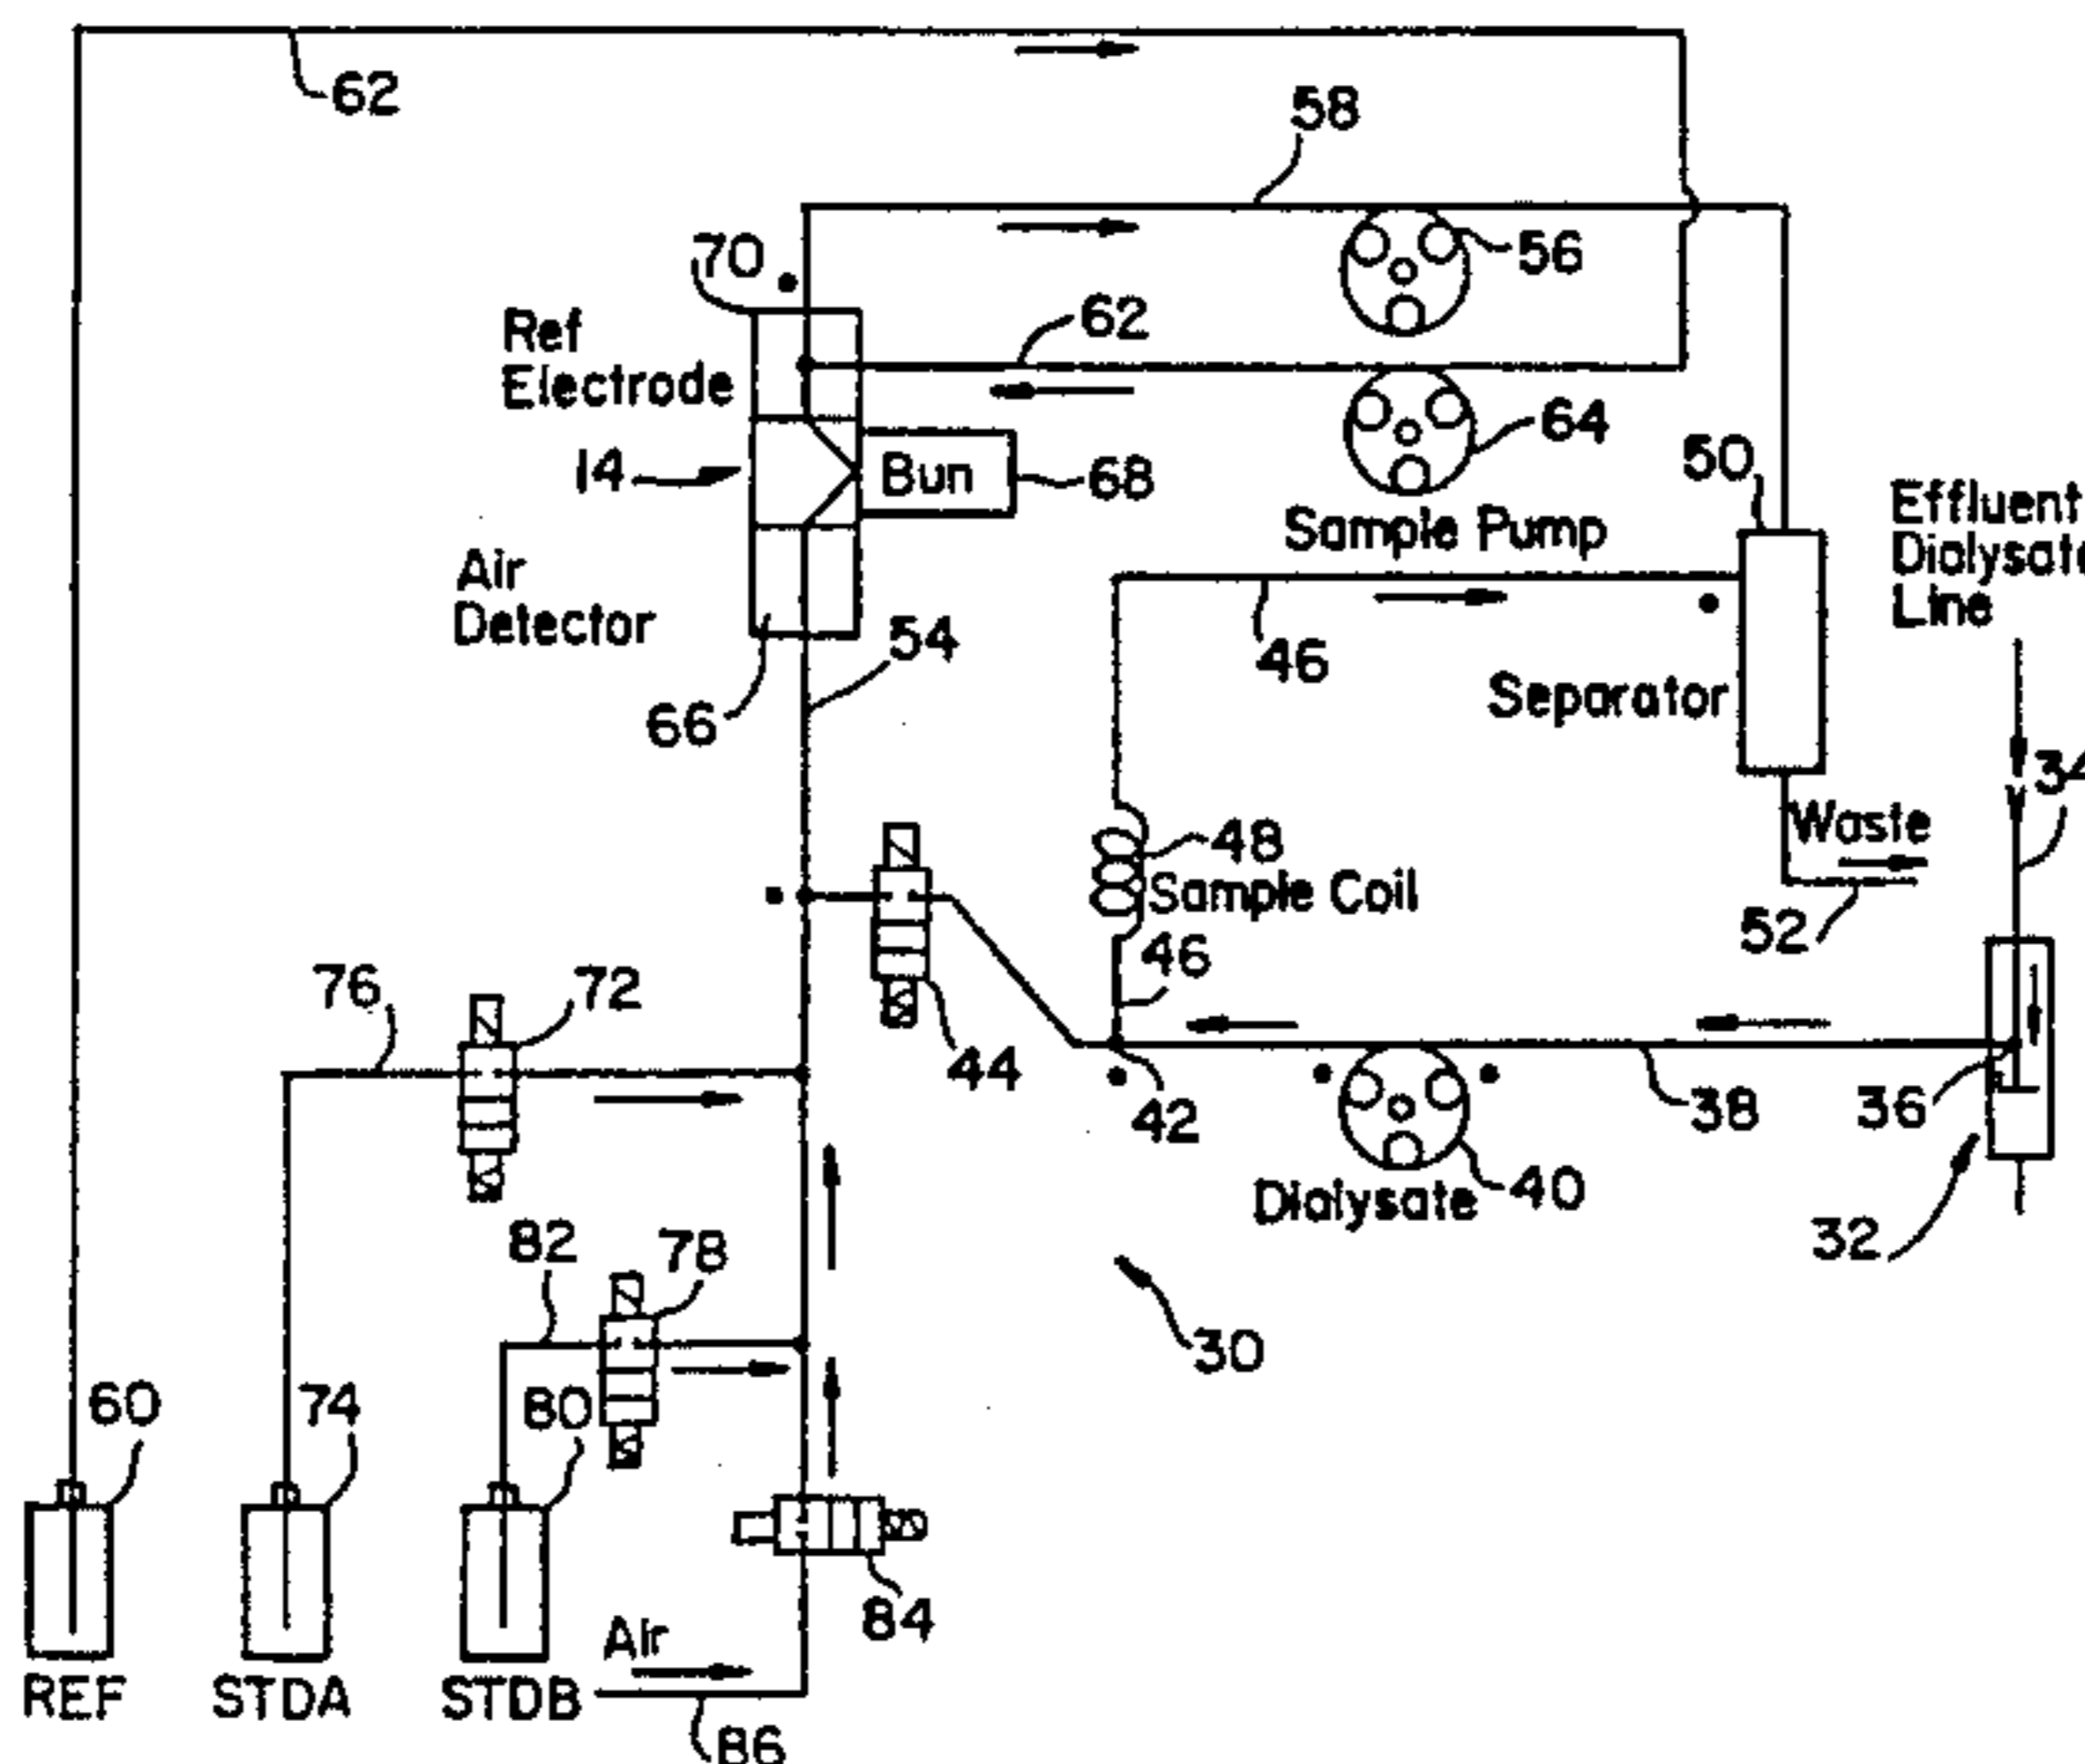 62
58
70
56
Ref
Electrode
62
64
14
Bun
68
50
Effluent
Dialysate
Line
Sample Pump
Air
Detector
54
46
Separator
66
34
Waste
48
Sample Coil
52
46
76
72
44
42
38
36
Dialysate
40
32
82
78
30
60
74
80
84
Air
REF
STDA
STDB
86